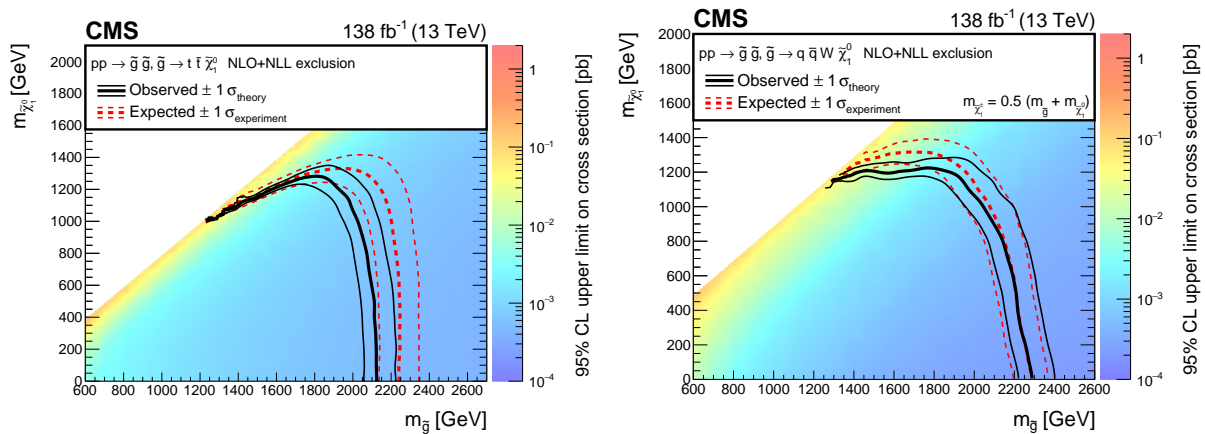 CMS 138 fb⁻¹ (13 TeV)
pp → g̃ g̃, g̃ → t t̄ χ̃₁⁰ NLO+NLL exclusion
Observed ± 1 σ_theory
Expected ± 1 σ_experiment
m_χ̃₁⁰ [GeV]
2000
1800
1600
1400
1200
1000
800
600
400
200
0
600 800 1000 1200 1400 1600 1800 2000 2200 2400 2600
m_g̃ [GeV]
1
10⁻¹
10⁻²
10⁻³
10⁻⁴
95% CL upper limit on cross section [pb]
CMS 138 fb⁻¹ (13 TeV)
pp → g̃ g̃, g̃ → q q̄ W χ̃₁⁰ NLO+NLL exclusion
Observed ± 1 σ_theory
Expected ± 1 σ_experiment m_χ̃₁^± = 0.5 (m_g̃ + m_χ̃₁⁰)
m_χ̃₁⁰ [GeV]
2000
1800
1600
1400
1200
1000
800
600
400
200
0
600 800 1000 1200 1400 1600 1800 2000 2200 2400 2600
m_g̃ [GeV]
1
10⁻¹
10⁻²
10⁻³
10⁻⁴
95% CL upper limit on cross section [pb]